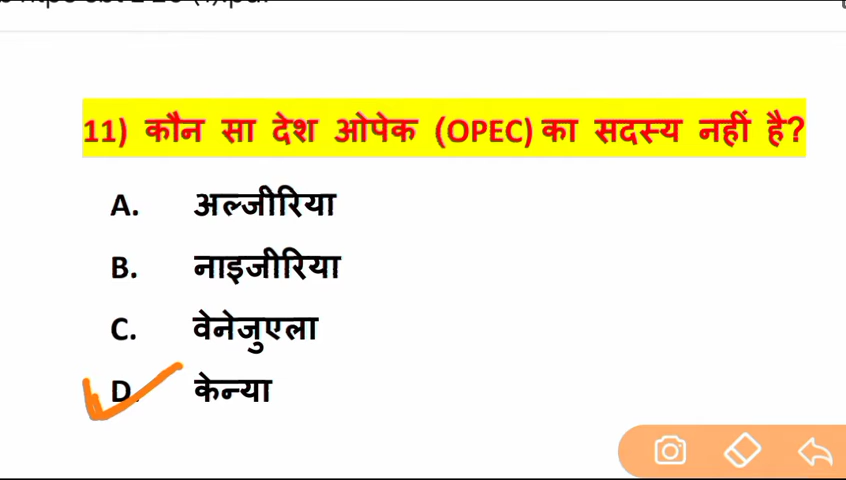 11) कौन सा देश ओपेक (OPEC) का सदस्य नहीं है?
A. अल्जीरिया
B. नाइजीरिया
C. वेनेजुएला
D. केन्या